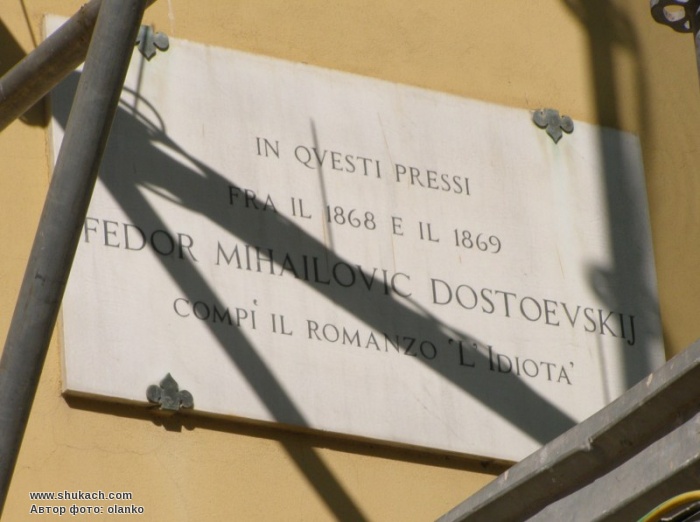 IN QVESTI PRESSI
FRA IL 1868 E IL 1869
FEDOR MIHAILOVIC DOSTOEVSKIJ
COMPÌ IL ROMANZO 'L'IDIOTA'
www.shukach.com
Автор фото: olanko